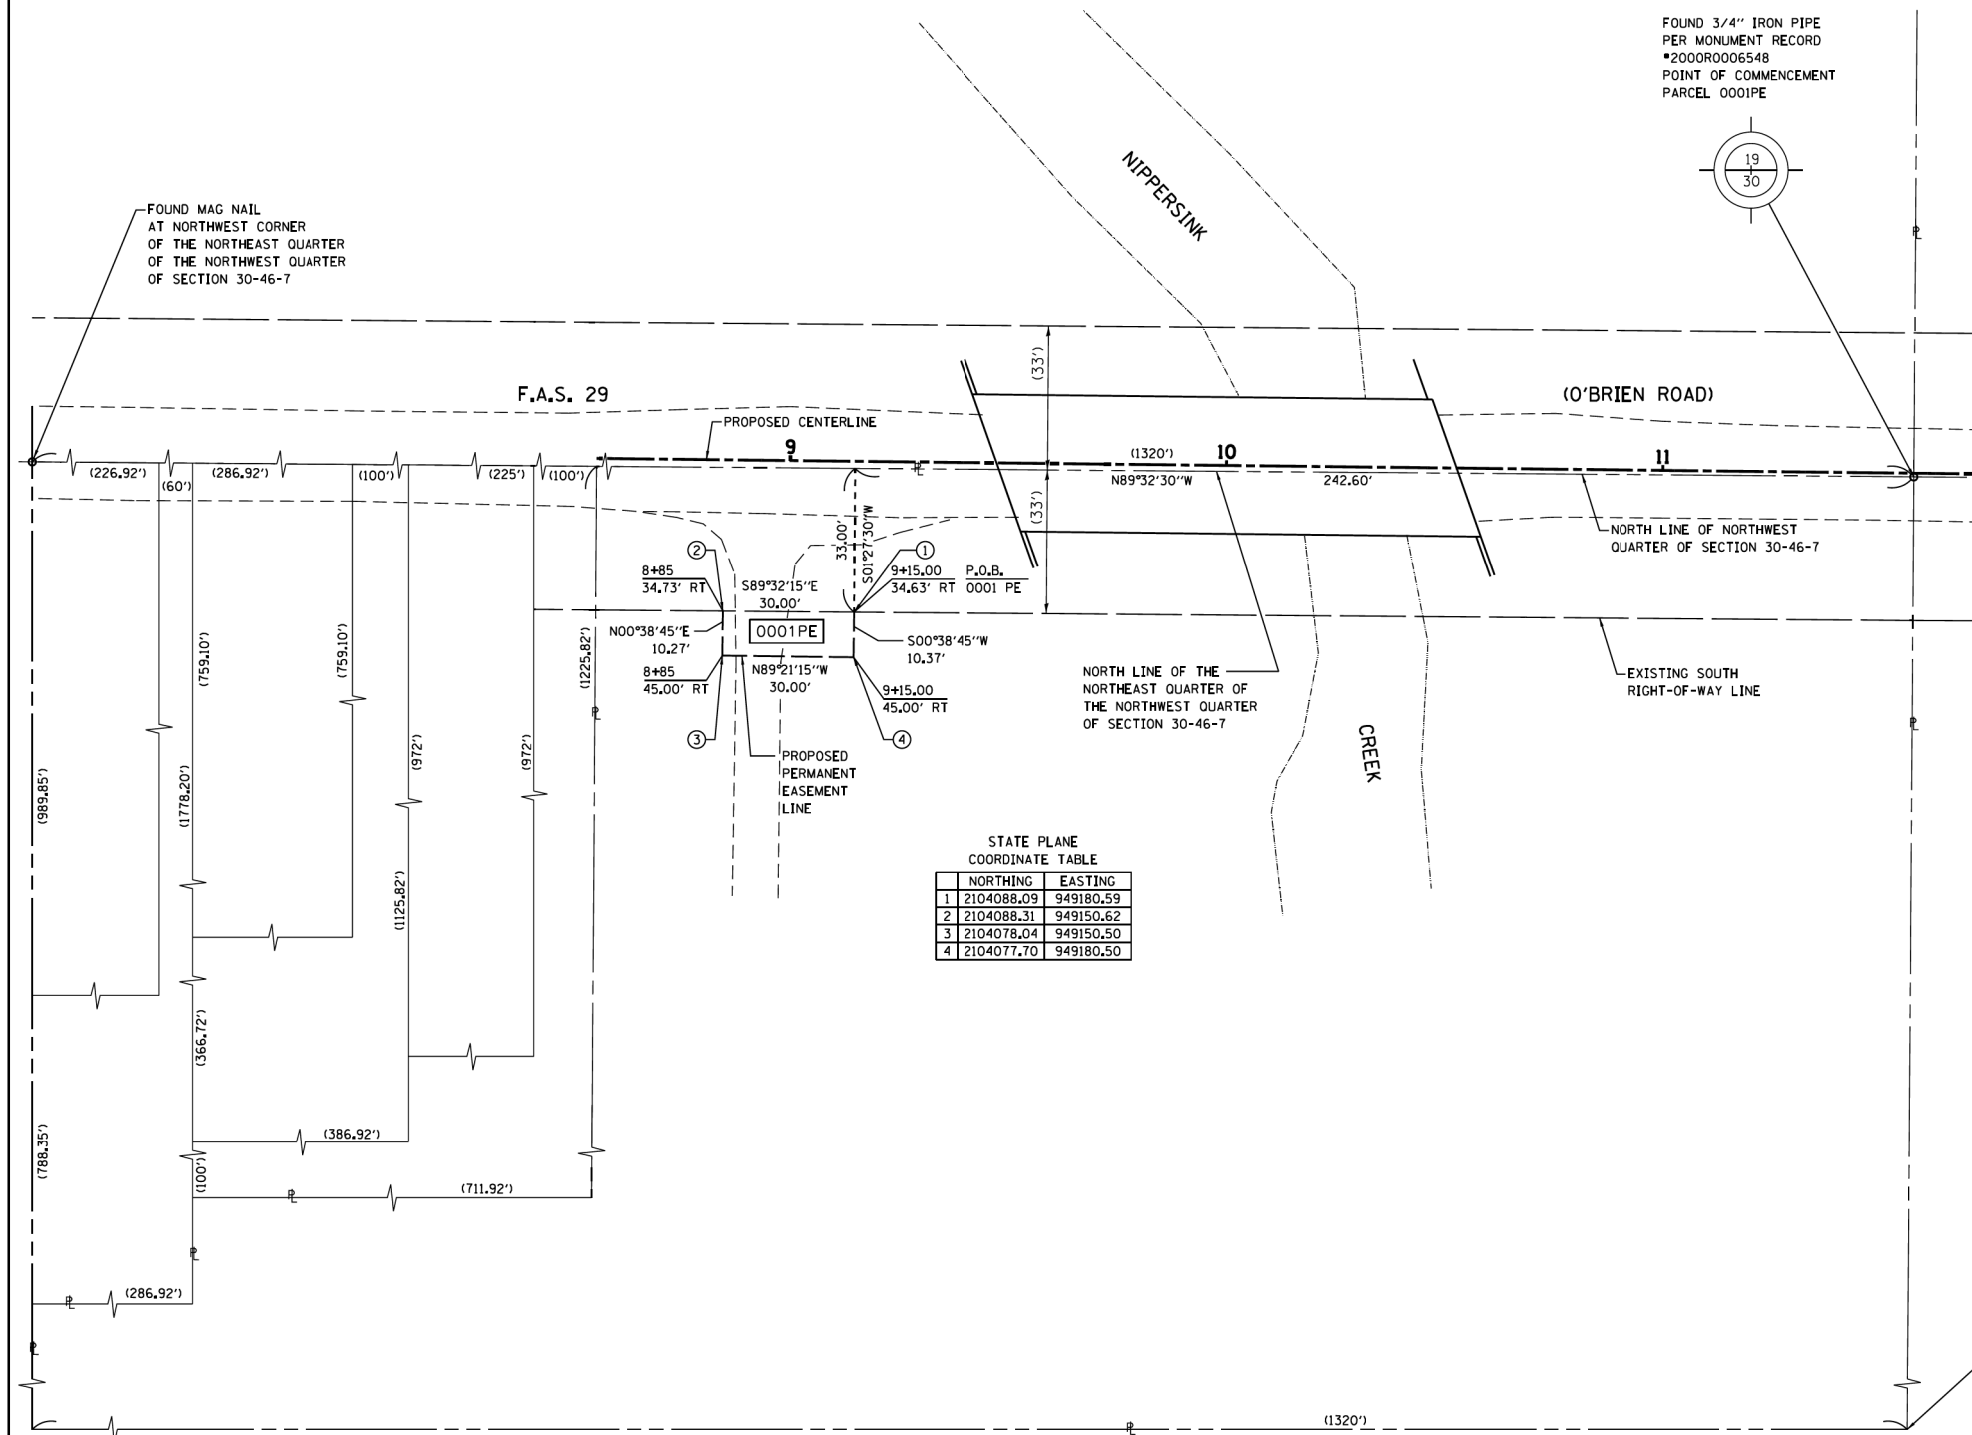 FOUND 3/4" IRON PIPE
PER MONUMENT RECORD
#2000R0006548
POINT OF COMMENCEMENT
PARCEL 0001PE
19
30
NIPPERSINK
FOUND MAG NAIL
AT NORTHWEST CORNER
OF THE NORTHEAST QUARTER
OF THE NORTHWEST QUARTER
OF SECTION 30-46-7
(33')
F.A.S. 29
(O'BRIEN ROAD)
PROPOSED CENTERLINE
9
10
11
(1320')
N89°32'30"W
242.60'
(226.92')
(60')
(286.92')
(100')
(225')
(100')
(33')
33.00'
S01°27'30"W
NORTH LINE OF NORTHWEST
QUARTER OF SECTION 30-46-7
2
1
8+85
34.73' RT
S89°32'15"E
30.00'
9+15.00
34.63' RT
P.O.B.
0001 PE
N00°38'45"E
10.27'
0001PE
S00°38'45"W
10.37'
8+85
45.00' RT
N89°21'15"W
30.00'
9+15.00
45.00' RT
3
4
PROPOSED
PERMANENT
EASEMENT
LINE
NORTH LINE OF THE
NORTHEAST QUARTER OF
THE NORTHWEST QUARTER
OF SECTION 30-46-7
EXISTING SOUTH
RIGHT-OF-WAY LINE
CREEK
(759.10')
(759.10')
(1225.82')
(972')
(972')
(989.85')
(1778.20')
(1125.82')
STATE PLANE
COORDINATE TABLE
NORTHING EASTING
1 2104088.09 949180.59
2 2104088.31 949150.62
3 2104078.04 949150.50
4 2104077.70 949180.50
(366.72')
(386.92')
(788.35')
(100')
(711.92')
(286.92')
(1320')